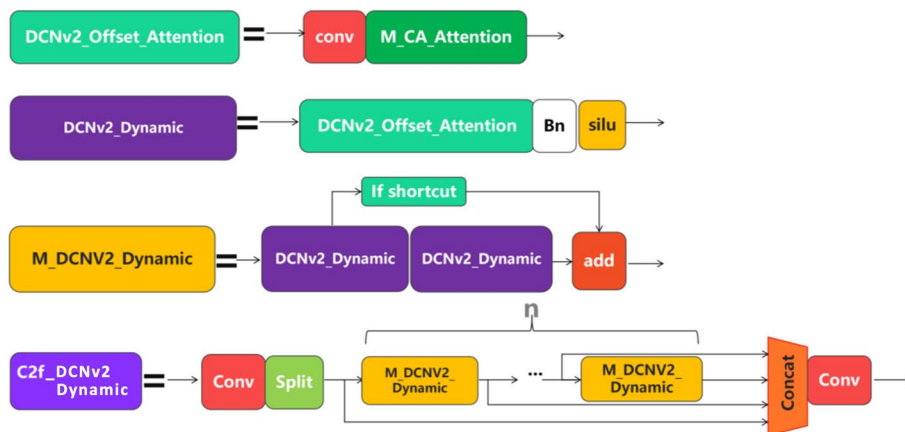 DCNv2_Offset_Attention = conv M_CA_Attention
DCNv2_Dynamic = DCNv2_Offset_Attention Bn silu
If shortcut
M_DCNV2_Dynamic = DCNv2_Dynamic DCNv2_Dynamic add
n
C2f_DCNv2
Dynamic
=
Conv Split
M_DCNV2_
Dynamic
...
M_DCNV2_
Dynamic
Concat
Conv